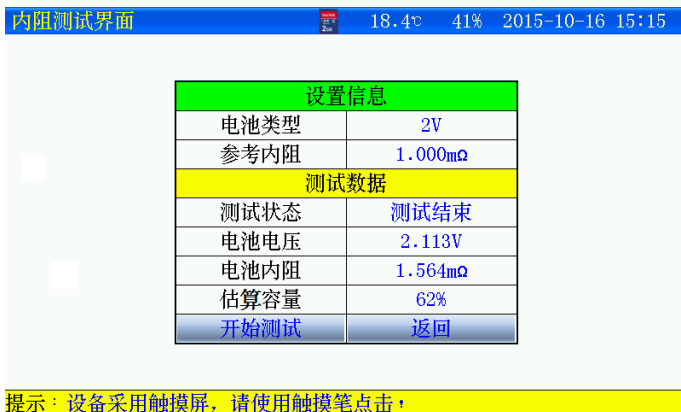 内阻测试界面 18.4℃ 41% 2015-10-16 15:15
设置信息
电池类型 2V
参考内阻 1.000mΩ
测试数据
测试状态 测试结束
电池电压 2.113V
电池内阻 1.564mΩ
估算容量 62%
开始测试 返回
提示：设备采用触摸屏，请使用触摸笔点击！